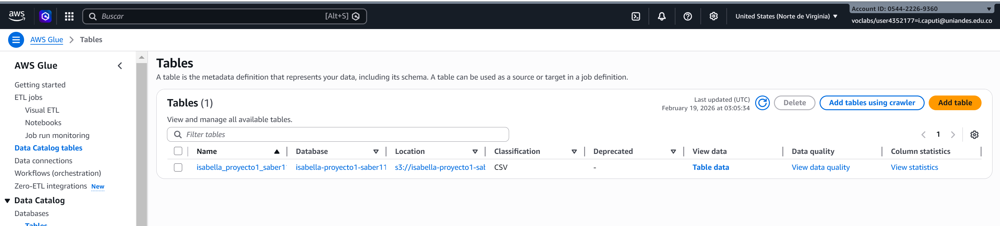 aws
Buscar [Alt+S]
United States (Norte de Virginia)
Account ID: 0544-2226-9360
voclabs/user4352177=i.caputi@uniandes.edu.co
AWS Glue > Tables
AWS Glue
Getting started
ETL jobs
Visual ETL
Notebooks
Job run monitoring
Data Catalog tables
Data connections
Workflows (orchestration)
Zero-ETL integrations New
Data Catalog
Databases
Tables
Tables
A table is the metadata definition that represents your data, including its schema. A table can be used as a source or target in a job definition.
Tables (1)
Last updated (UTC)
February 19, 2026 at 03:05:34
Delete
Add tables using crawler
Add table
View and manage all available tables.
Filter tables
1
Name Database Location Classification Deprecated View data Data quality Column statistics
isabella_proyecto1_saber1 isabella-proyecto1-saber11 s3://isabella-proyecto1-sab CSV - Table data View data quality View statistics